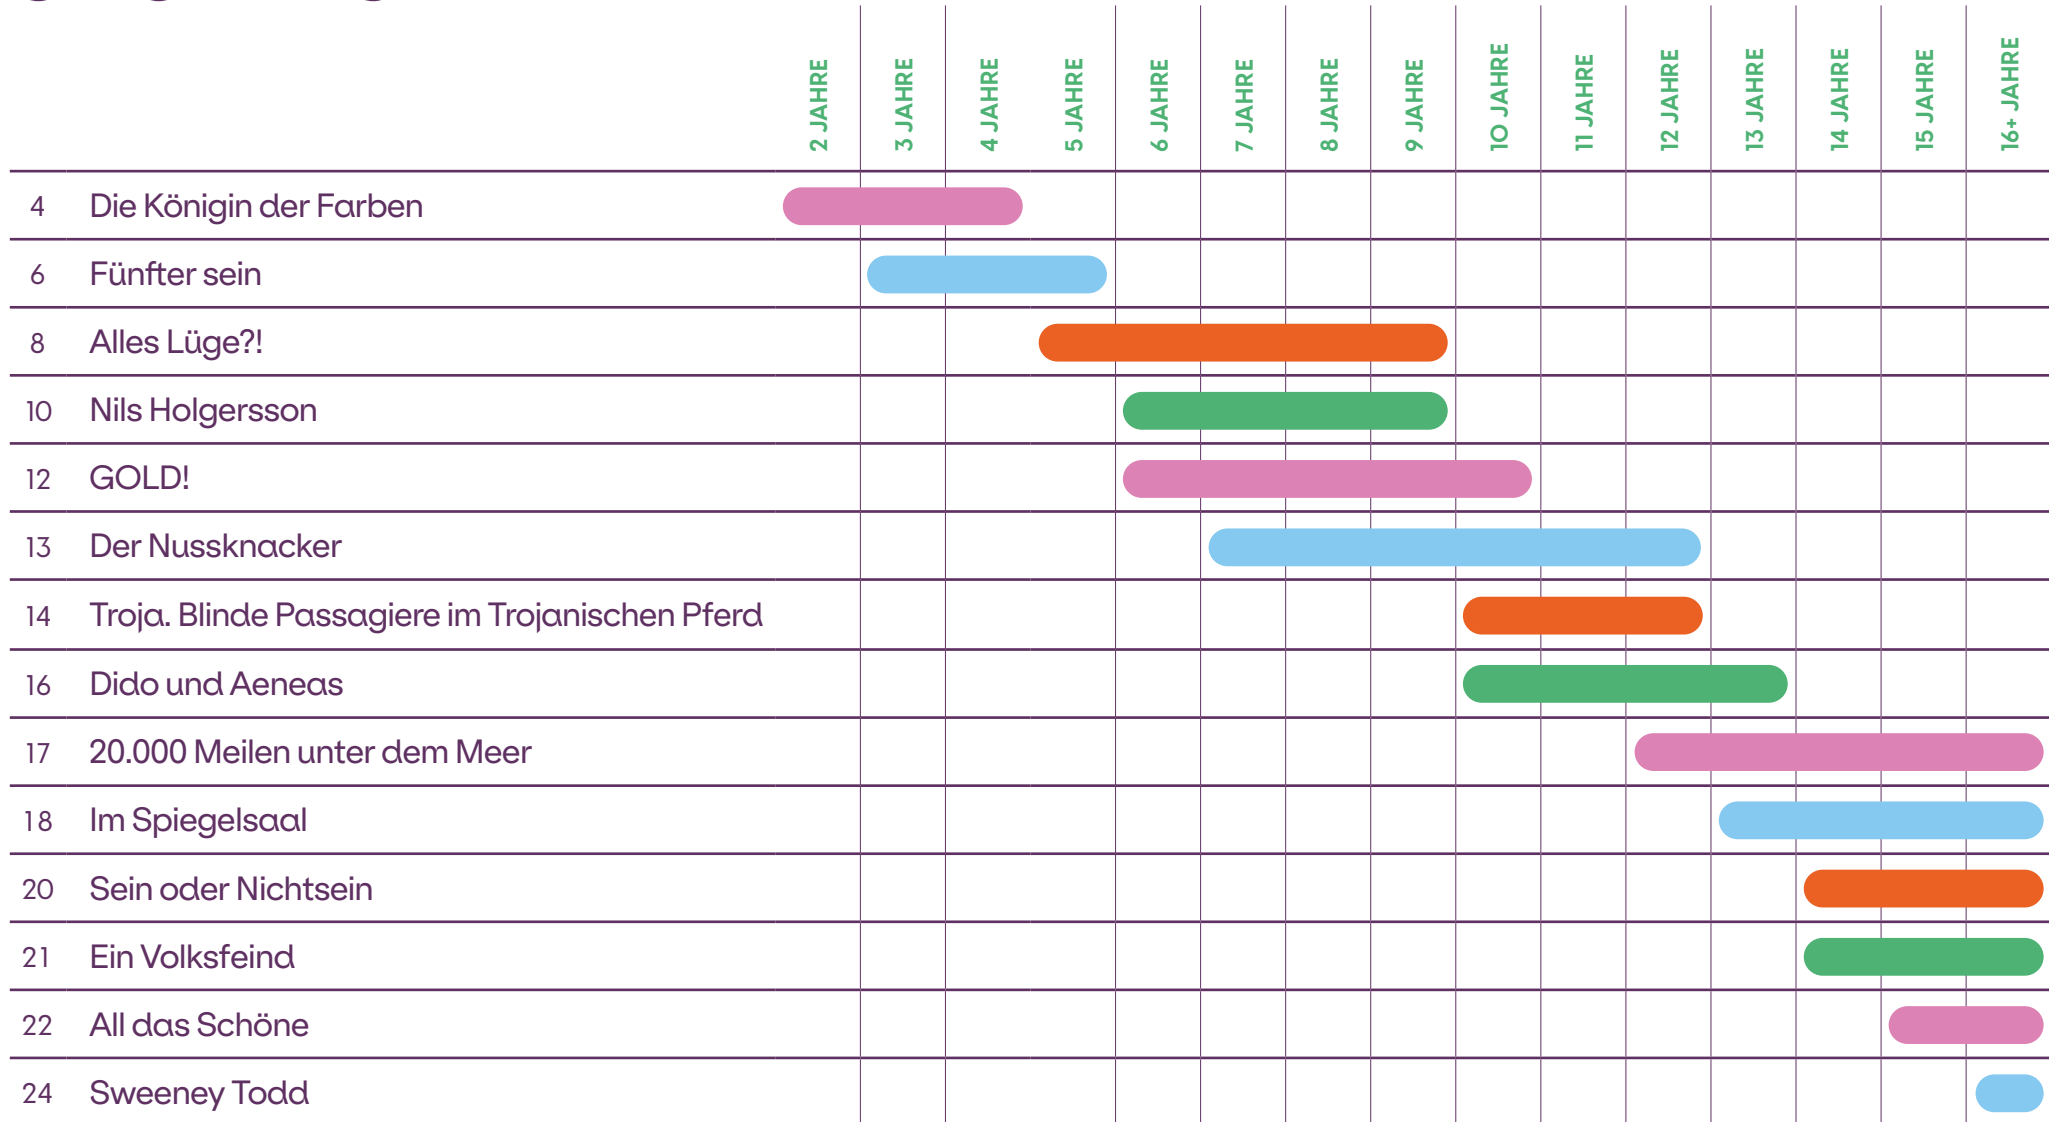 2 JAHRE
3 JAHRE
4 JAHRE
5 JAHRE
6 JAHRE
7 JAHRE
8 JAHRE
9 JAHRE
10 JAHRE
11 JAHRE
12 JAHRE
13 JAHRE
14 JAHRE
15 JAHRE
16+ JAHRE
4 Die Königin der Farben
6 Fünfter sein
8 Alles Lüge?!
10 Nils Holgersson
12 GOLD!
13 Der Nussknacker
14 Troja. Blinde Passagiere im Trojanischen Pferd
16 Dido und Aeneas
17 20.000 Meilen unter dem Meer
18 Im Spiegelsaal
20 Sein oder Nichtsein
21 Ein Volksfeind
22 All das Schöne
24 Sweeney Todd